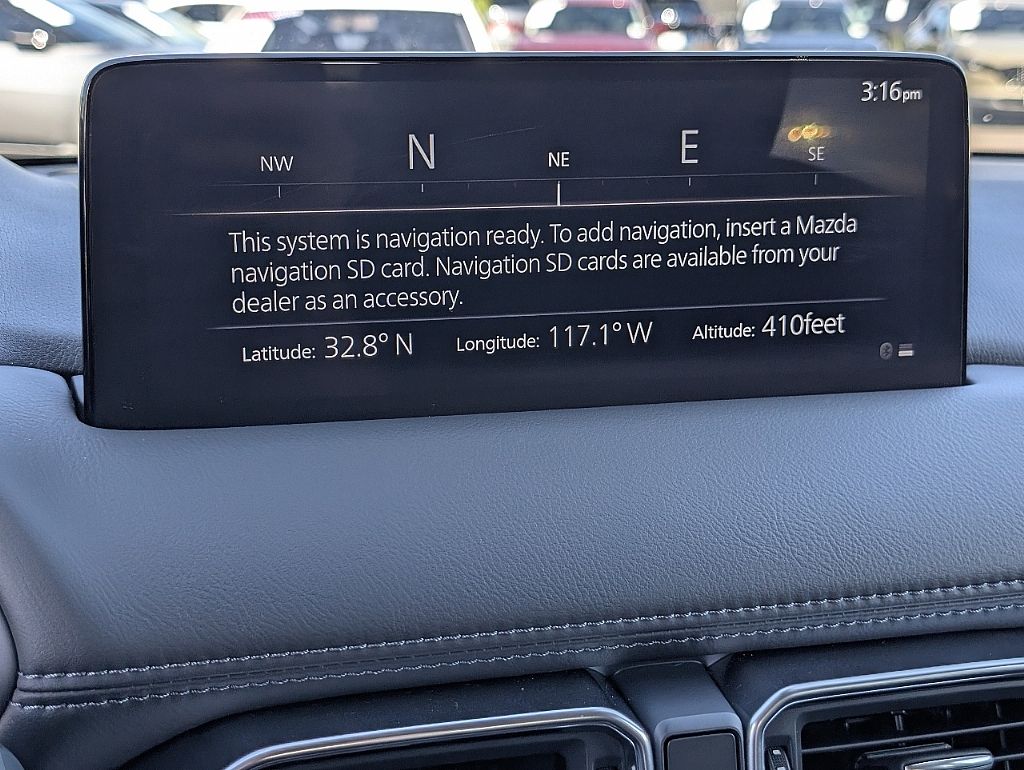 3:16pm
NW N NE E SE
This system is navigation ready. To add navigation, insert a Mazda
navigation SD card. Navigation SD cards are available from your
dealer as an accessory.
Latitude: 32.8° N Longitude: 117.1° W Altitude: 410feet